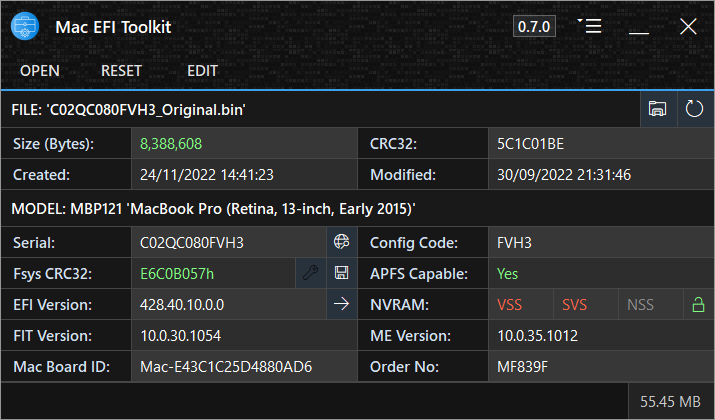 Mac EFI Toolkit 0.7.0
OPEN RESET EDIT
FILE: 'C02QC080FVH3_Original.bin'
Size (Bytes): 8,388,608 CRC32: 5C1C01BE
Created: 24/11/2022 14:41:23 Modified: 30/09/2022 21:31:46
MODEL: MBP121 'MacBook Pro (Retina, 13-inch, Early 2015)'
Serial: C02QC080FVH3 Config Code: FVH3
Fsys CRC32: E6C0B057h APFS Capable: Yes
EFI Version: 428.40.10.0.0 NVRAM: VSS SVS NSS
FIT Version: 10.0.30.1054 ME Version: 10.0.35.1012
Mac Board ID: Mac-E43C1C25D4880AD6 Order No: MF839F
55.45 MB